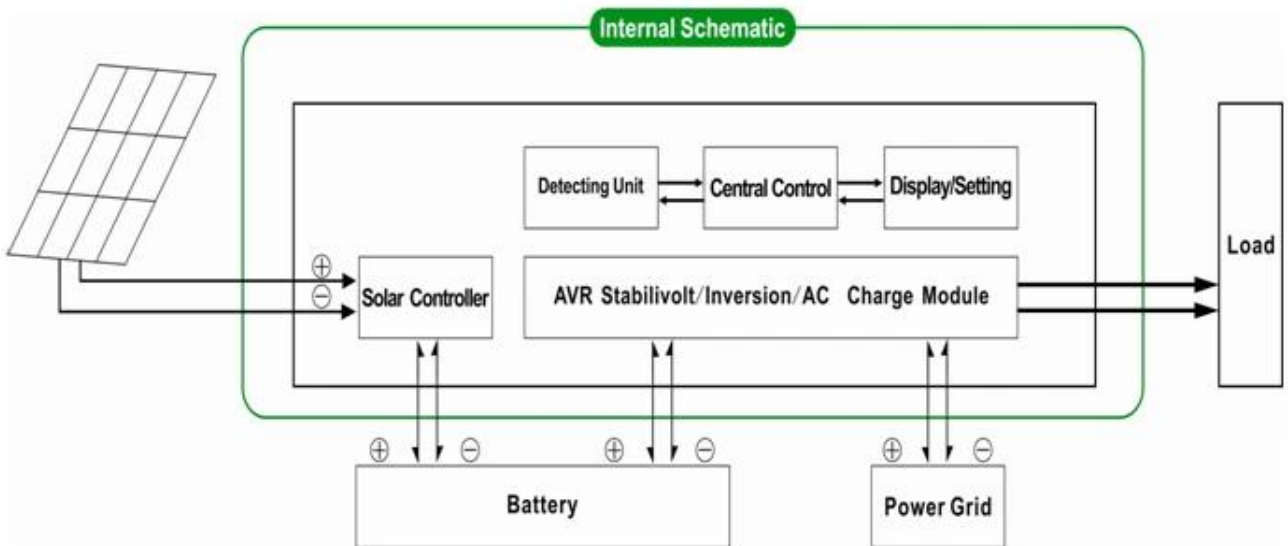 Internal Schematic
Detecting Unit
Central Control
Display/Setting
Load
⊕
⊖
Solar Controller
AVR Stabilivolt/Inversion/AC Charge Module
⊕ ⊖ ⊕ ⊖ ⊕ ⊖
Battery
Power Grid